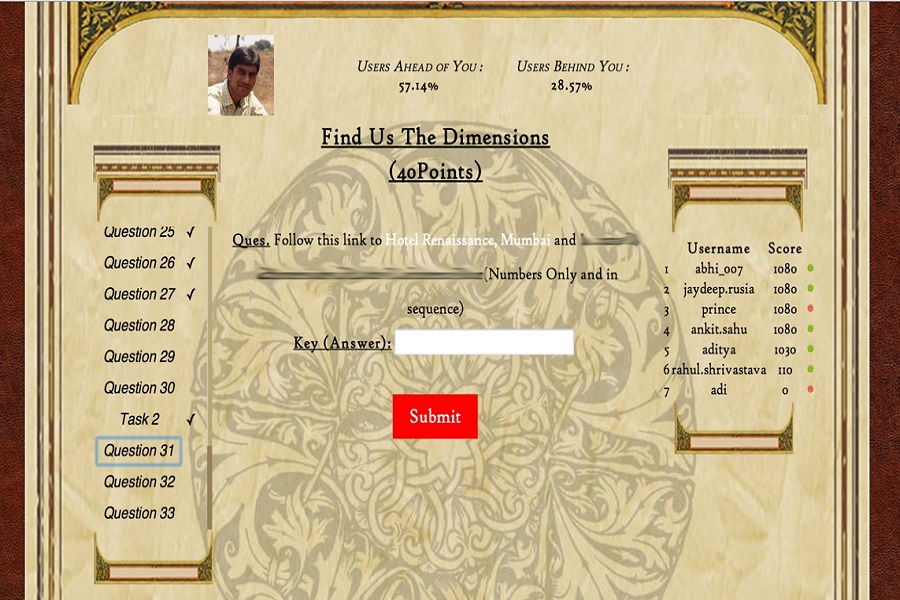 Users Ahead of You :
57.14%
Users Behind You :
28.57%
Find Us The Dimensions
(40Points)
Question 25 ✓
Question 26 ✓
Question 27 ✓
Question 28
Question 29
Question 30
Task 2 ✓
Question 31
Question 32
Question 33
Ques. Follow this link to Hotel Renaissance, Mumbai and
(Numbers Only and in
sequence)
Key (Answer):
Submit
Username Score
1 abhi_007 1080
2 jaydeep.rusia 1080
3 prince 1080
4 ankit.sahu 1080
5 aditya 1030
6 rahul.shrivastava 110
7 adi 0